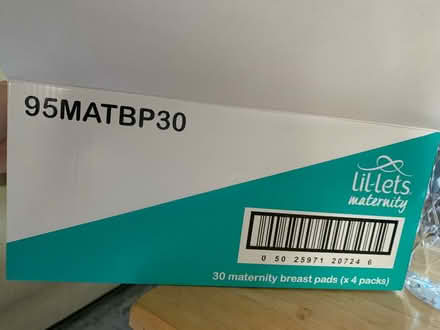 95MATBP30
lil-lets
maternity
0 50 25971 20724 6
30 maternity breast pads (x 4 packs)